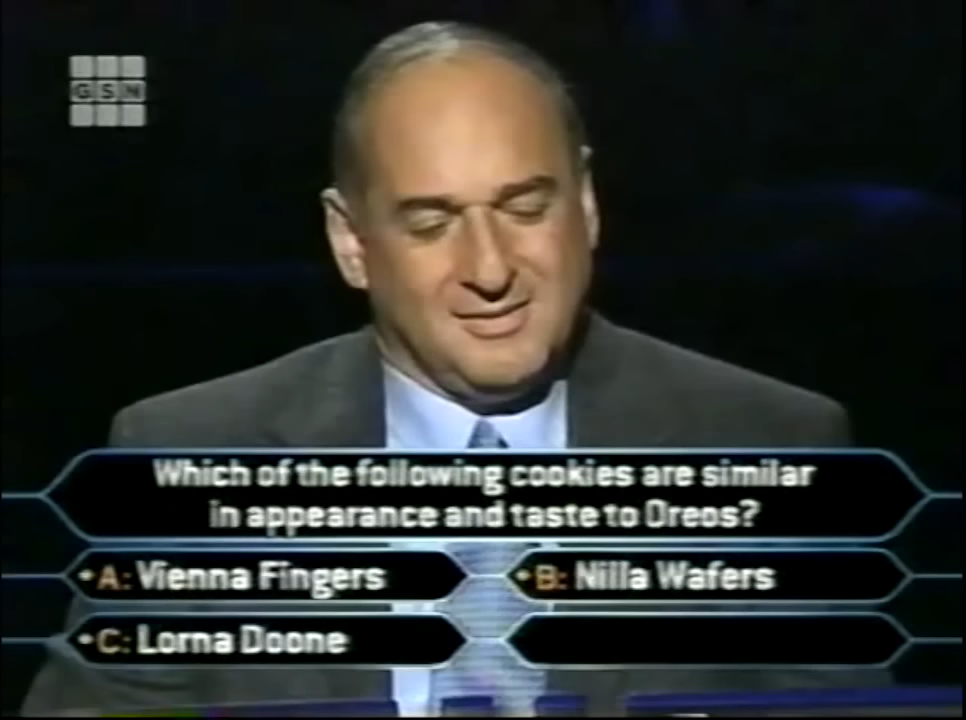 GSN
Which of the following cookies are similar
in appearance and taste to Oreos?
A: Vienna Fingers
B: Nilla Wafers
C: Lorna Doone